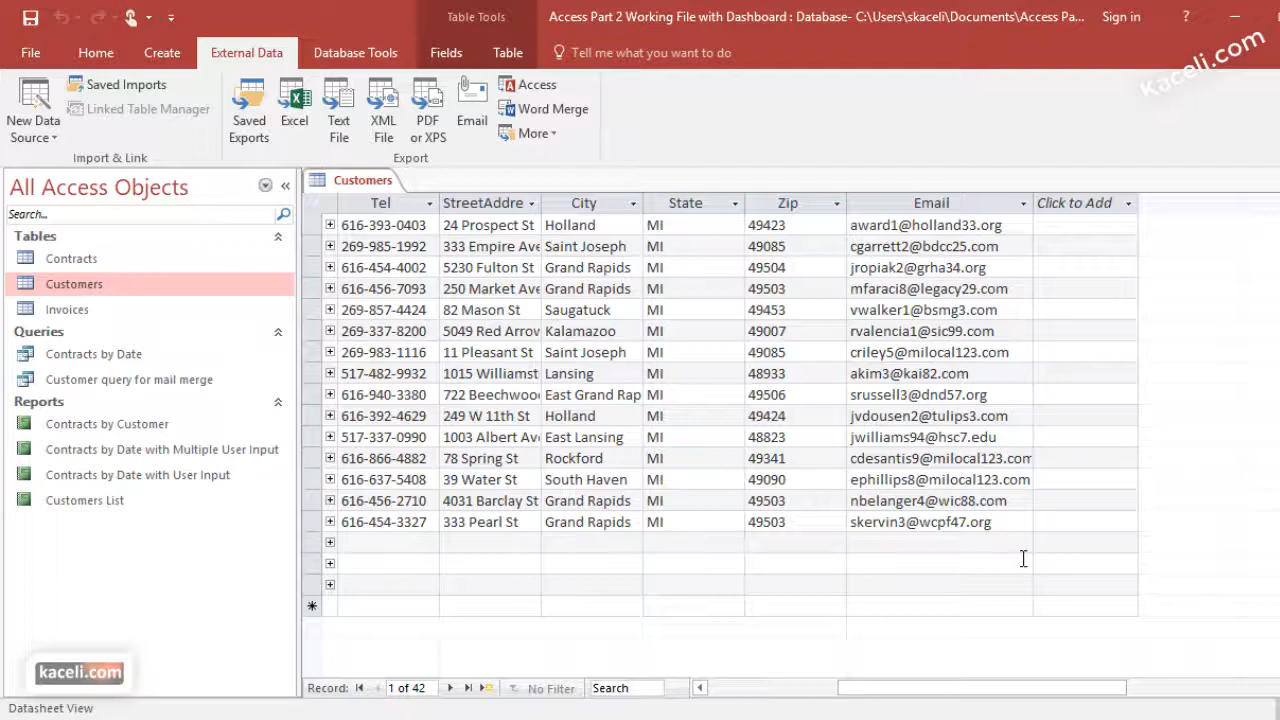 Table Tools
Access Part 2 Working File with Dashboard : Database- C:\Users\skaceli\Documents\Access Pa...
Sign in
?
File
Home
Create
External Data
Database Tools
Fields
Table
Tell me what you want to do
Kaceli.com
New Data Source
Saved Imports
Linked Table Manager
Import & Link
Saved Exports
Excel
Text File
XML File
PDF or XPS
Email
Access
Word Merge
More
Export
All Access Objects
Search...
Tables
Contracts
Customers
Invoices
Queries
Contracts by Date
Customer query for mail merge
Reports
Contracts by Customer
Contracts by Date with Multiple User Input
Contracts by Date with User Input
Customers List
kaceli.com
Customers
Tel StreetAddre City State Zip Email Click to Add
616-393-0403 24 Prospect St Holland MI 49423 award1@holland33.org
269-985-1992 333 Empire Ave Saint Joseph MI 49085 cgarrett2@bdcc25.com
616-454-4002 5230 Fulton St Grand Rapids MI 49504 jropiak2@grha34.org
616-456-7093 250 Market Ave Grand Rapids MI 49503 mfaraci8@legacy29.com
269-857-4424 82 Mason St Saugatuck MI 49453 vwalker1@bsmg3.com
269-337-8200 5049 Red Arrow Kalamazoo MI 49007 rvalencia1@sic99.com
269-983-1116 11 Pleasant St Saint Joseph MI 49085 criley5@milocal123.com
517-482-9932 1015 Williamst Lansing MI 48933 akim3@kai82.com
616-940-3380 722 Beechwood East Grand Rap MI 49506 srussell3@dnd57.org
616-392-4629 249 W 11th St Holland MI 49424 jvdousen2@tulips3.com
517-337-0990 1003 Albert Ave East Lansing MI 48823 jwilliams94@hsc7.edu
616-866-4882 78 Spring St Rockford MI 49341 cdesantis9@milocal123.com
616-637-5408 39 Water St South Haven MI 49090 ephillips8@milocal123.com
616-456-2710 4031 Barclay St Grand Rapids MI 49503 nbelanger4@wic88.com
616-454-3327 333 Pearl St Grand Rapids MI 49503 skervin3@wcpf47.org
Record: 1 of 42 No Filter Search
Datasheet View